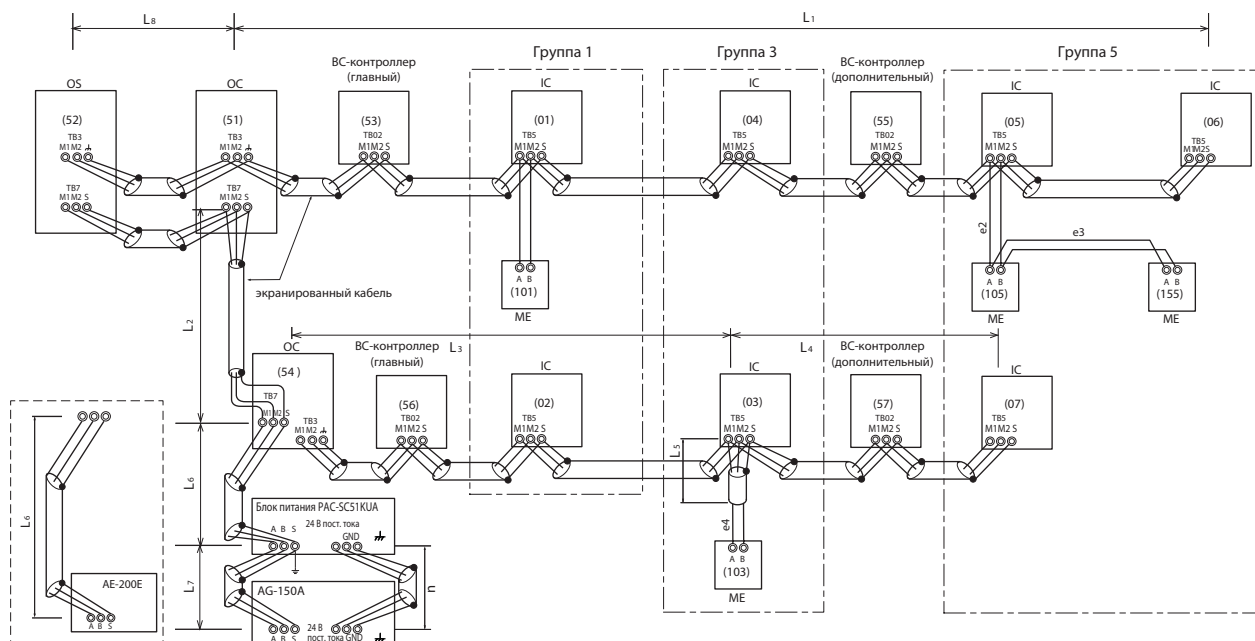 L8
L1
Группа 1
Группа 3
Группа 5
BC-контроллер
(главный)
BC-контроллер
(дополнительный)
OS
OC
IC
IC
IC
IC
(52)
(51)
(53)
(01)
(04)
(55)
(05)
(06)
TB3
M1M2
TB3
M1M2
TB02
M1M2 S
TB5
M1M2 S
TB5
M1M2 S
TB02
M1M2 S
TB5
M1M2 S
TB5
M1M2S
TB7
M1M2 S
TB7
M1M2 S
e2
e3
A B
(101)
ME
A B
(105)
ME
(155)
ME
экранированный кабель
L2
L3
L4
OC
BC-контроллер
(главный)
IC
IC
BC-контроллер
(дополнительный)
IC
(54 )
(56)
(02)
(03)
(57)
(07)
TB7
M1M2 S
TB3
M1M2
TB02
M1M2 S
TB5
M1M2 S
TB5
M1M2 S
TB02
M1M2 S
TB5
M1M2 S
L5
L6
L6
Блок питания PAC-SC51KUA
A B S
24 В пост. тока
GND
e4
A B
(103)
ME
L7
n
AE-200E
A B S
AG-150A
A B S
24 В
пост. тока GND